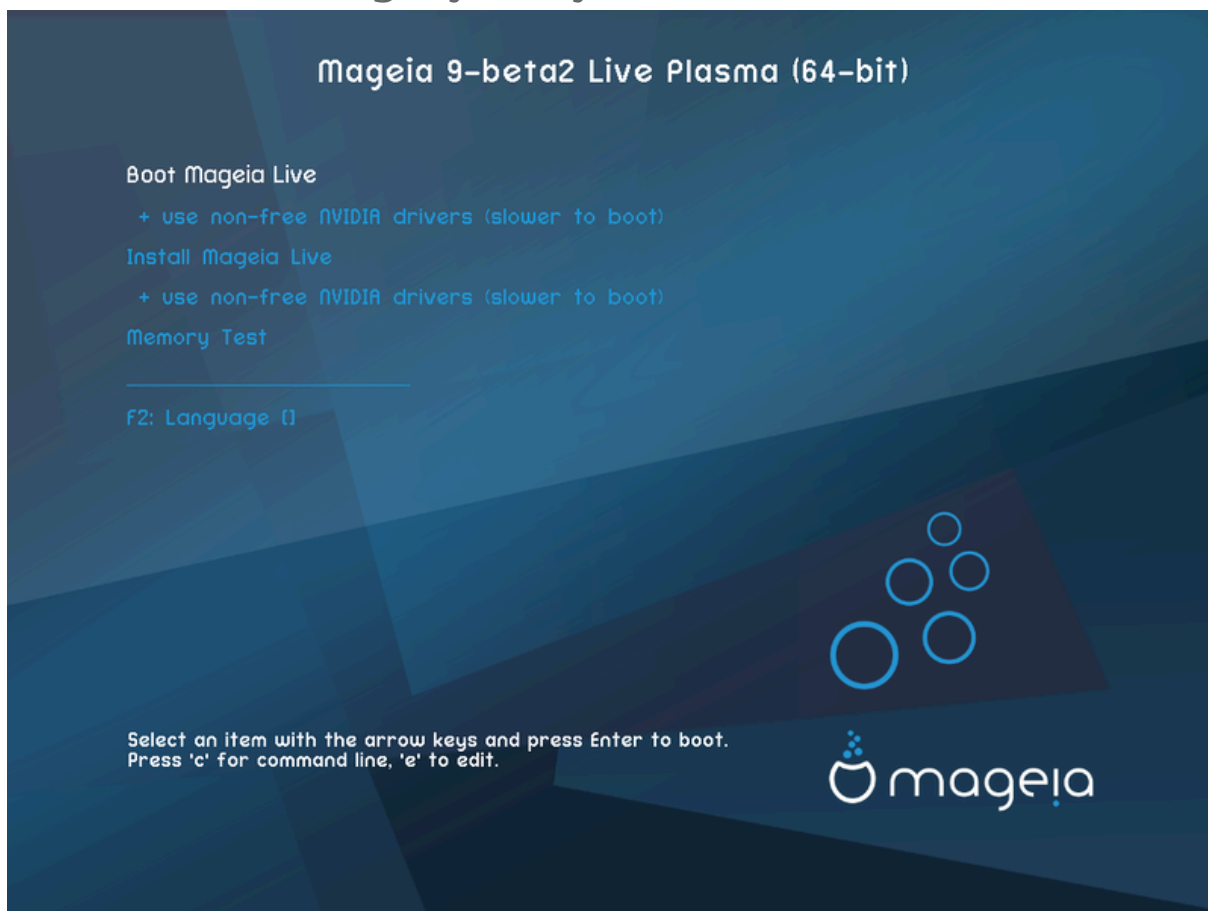 Mageia 9-beta2 Live Plasma (64-bit)
Boot Mageia Live
+ use non-free NVIDIA drivers (slower to boot)
Install Mageia Live
+ use non-free NVIDIA drivers (slower to boot)
Memory Test
F2: Language []
Select an item with the arrow keys and press Enter to boot.
Press 'c' for command line, 'e' to edit.
mageia